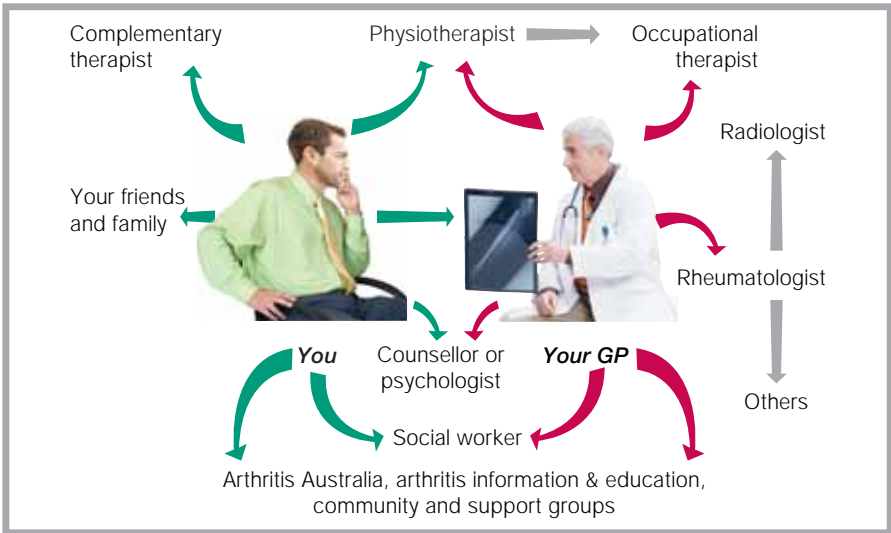 Complementary
therapist
Physiotherapist
Occupational
therapist
Radiologist
Your friends
and family
Rheumatologist
You
Counsellor or
psychologist
Your GP
Others
Social worker
Arthritis Australia, arthritis information & education,
community and support groups